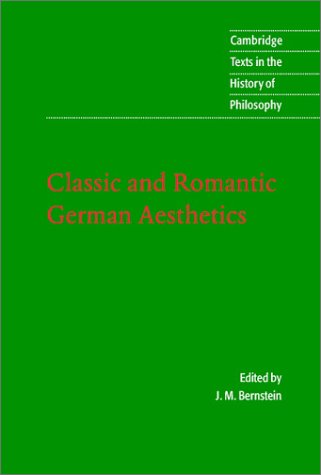 Cambridge
Texts in the
History of
Philosophy
Classic and Romantic
German Aesthetics
Edited by
J. M. Bernstein